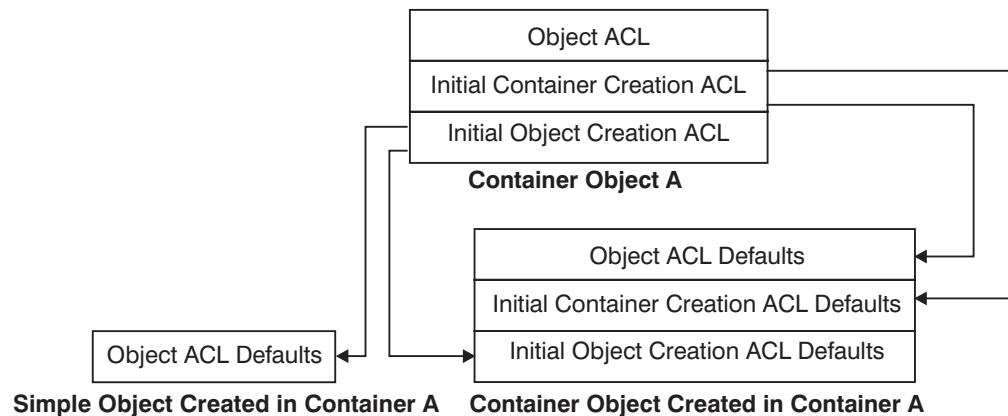 Object ACL
Initial Container Creation ACL
Initial Object Creation ACL
Container Object A
Object ACL Defaults
Initial Container Creation ACL Defaults
Initial Object Creation ACL Defaults
Object ACL Defaults
Simple Object Created in Container A
Container Object Created in Container A